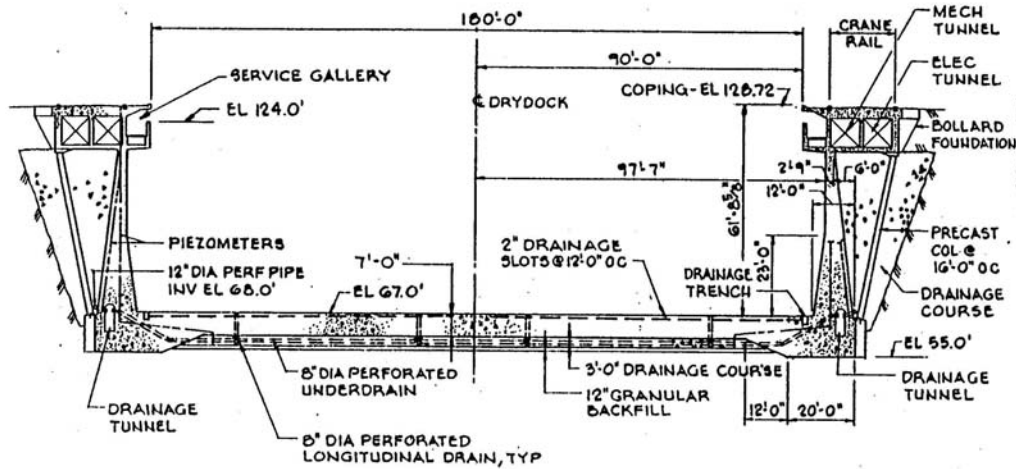 180'-0"
MECH
TUNNEL
CRANE
RAIL
90'-0"
ELEC
TUNNEL
SERVICE GALLERY
EL 124.0'
℄ DRYDOCK
COPING-EL 128.72
BOLLARD
FOUNDATION
97'-7"
2'-9"
6'-0"
12'-0"
61'-8 5/8"
23'-0"
PIEZOMETERS
12" DIA PERF PIPE
INV EL 68.0'
7'-0"
EL 67.0'
2" DRAINAGE
SLOTS @ 12'-0" OC
DRAINAGE
TRENCH
PRECAST
COL @
16'-0" OC
DRAINAGE
COURSE
EL 55.0'
8" DIA PERFORATED
UNDERDRAIN
3'-0" DRAINAGE COURSE
12" GRANULAR
BACKFILL
12'-0"
20'-0"
DRAINAGE
TUNNEL
DRAINAGE
TUNNEL
8" DIA PERFORATED
LONGITUDINAL DRAIN, TYP